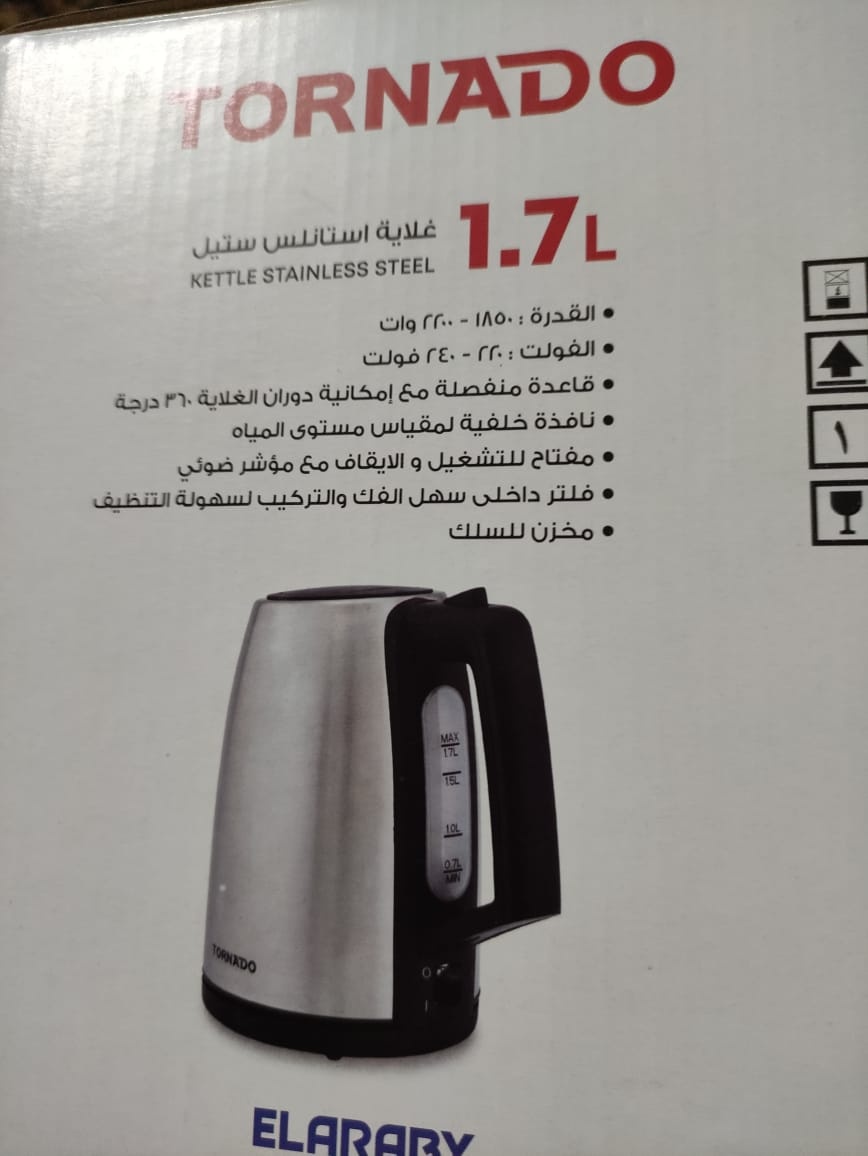 TORNADO
غلاية استانلس ستيل 1.7L
KETTLE STAINLESS STEEL
• القدرة : ١٨٥٠ - ٢٢٠٠ وات
• الفولت : ٢٢٠ - ٢٤٠ فولت
• قاعدة منفصلة مع إمكانية دوران الغلاية ٣٦٠ درجة
• نافذة خلفية لمقياس مستوى المياه
• مفتاح للتشغيل و الايقاف مع مؤشر ضوئي
• فلتر داخلى سهل الفك والتركيب لسهولة التنظيف
• مخزن للسلك
٤
١
MAX
1.7L
1.5L
1.0L
0.7L
MIN
TORNADO
O
I
ELARABY